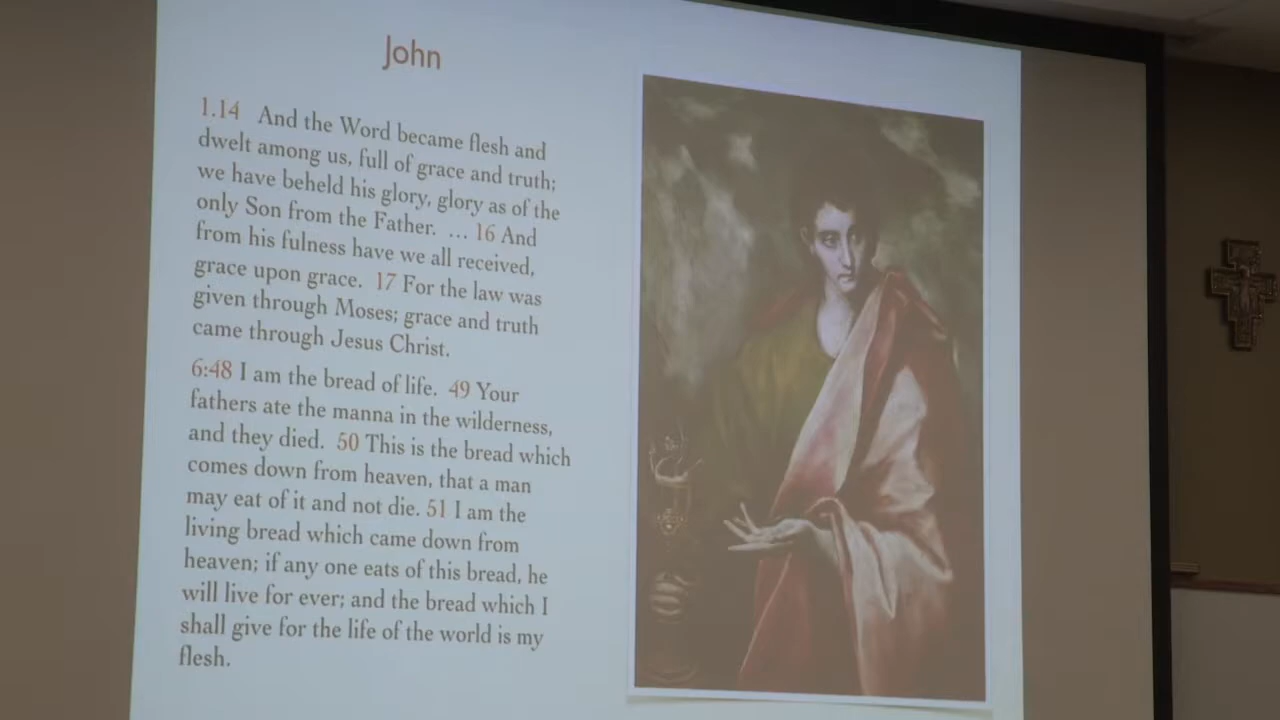 John
1.14 And the Word became flesh and
dwelt among us, full of grace and truth;
we have beheld his glory, glory as of the
only Son from the Father. ... 16 And
from his fulness have we all received,
grace upon grace. 17 For the law was
given through Moses; grace and truth
came through Jesus Christ.
6:48 I am the bread of life. 49 Your
fathers ate the manna in the wilderness,
and they died. 50 This is the bread which
comes down from heaven, that a man
may eat of it and not die. 51 I am the
living bread which came down from
heaven; if any one eats of this bread, he
will live for ever; and the bread which I
shall give for the life of the world is my
flesh.